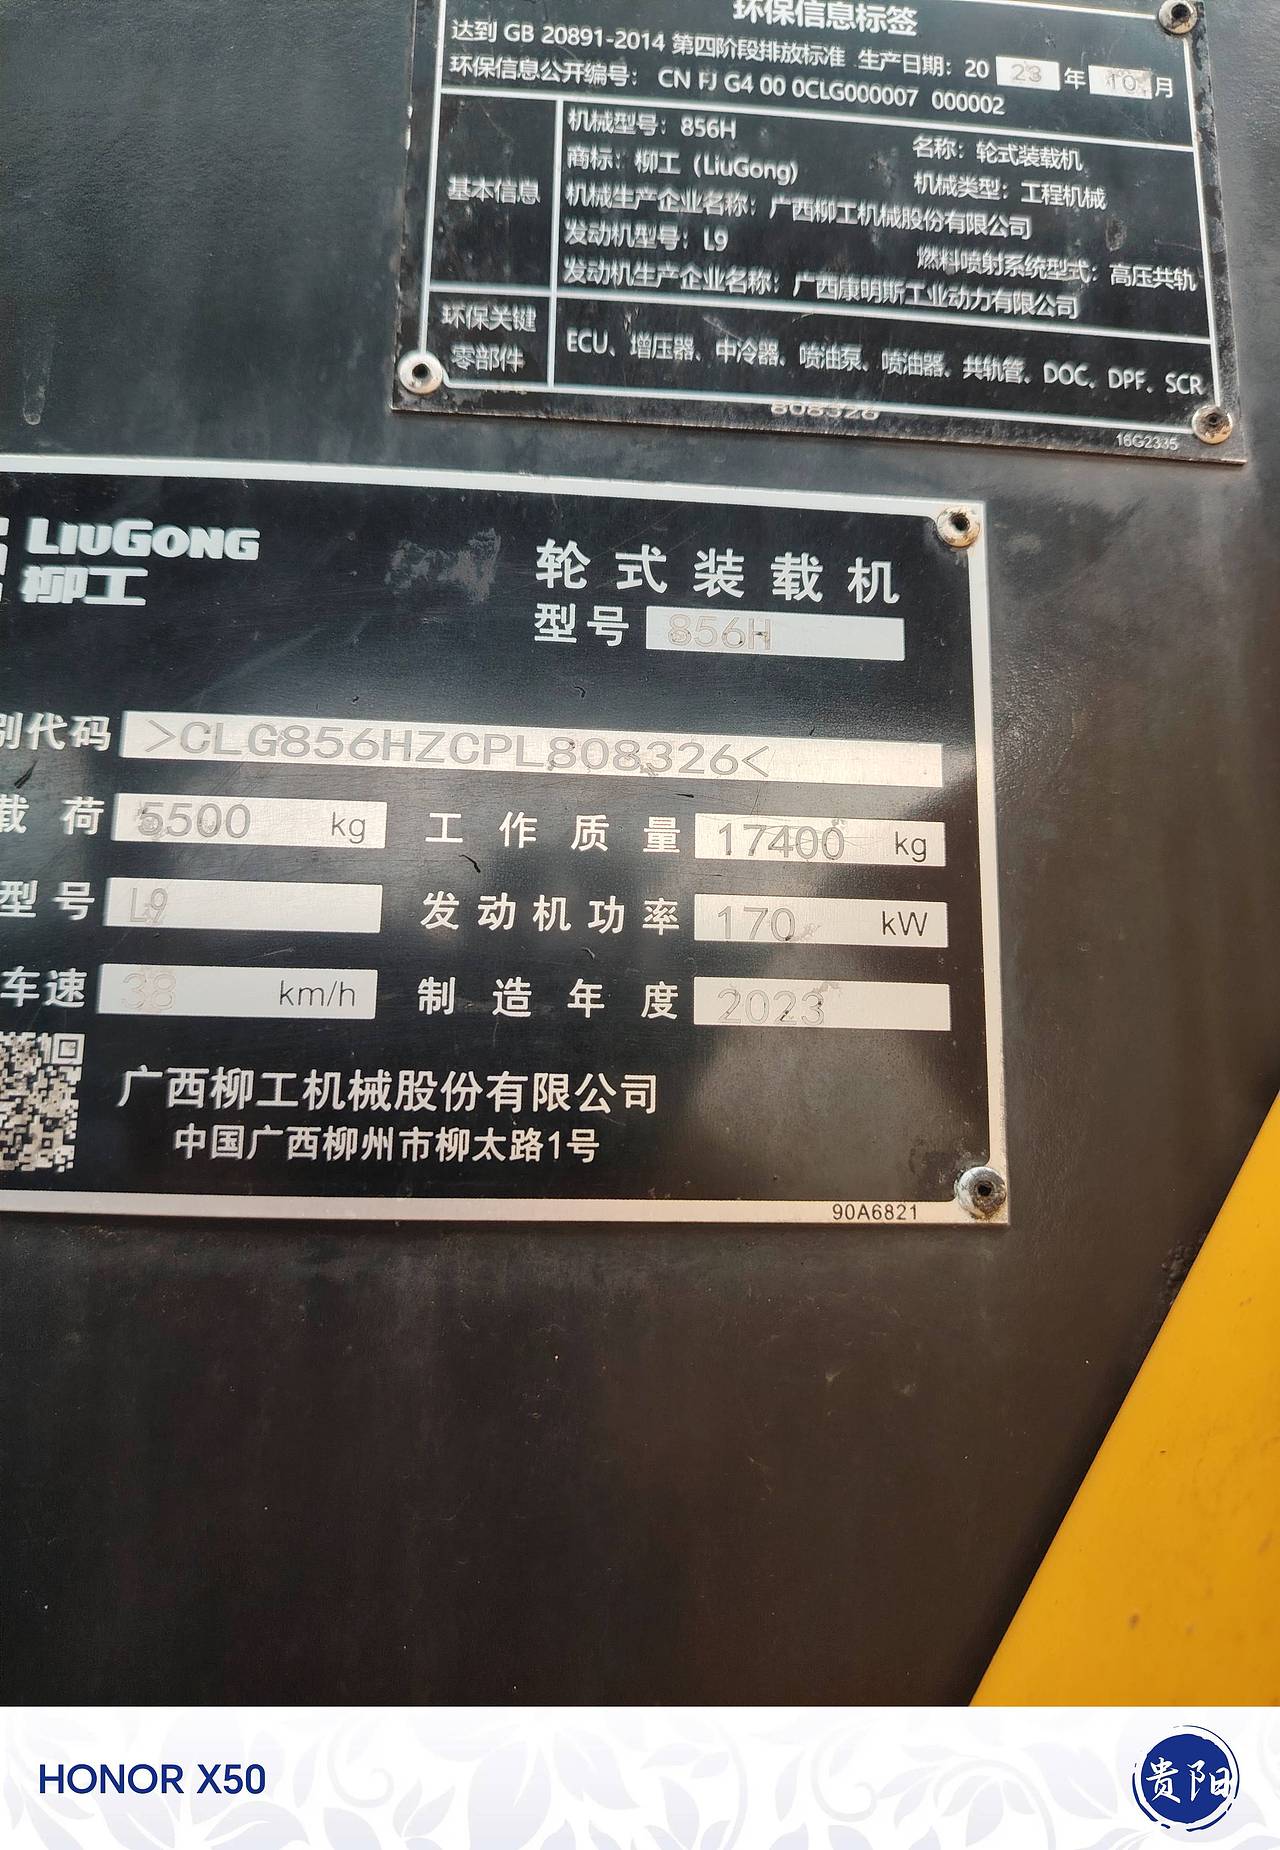 环保信息标签
达到 GB 20891-2014 第四阶段排放标准 生产日期：20 23 年 10 月
环保信息公开编号： CN FJ G4 00 0CLG000007 000002
基本信息
机械型号：856H
名称：轮式装载机
商标：柳工（LiuGong)
机械类型：工程机械
机械生产企业名称：广西柳工机械股份有限公司
发动机型号：L9
燃料喷射系统型式：高压共轨
发动机生产企业名称：广西康明斯工业动力有限公司
环保关键
零部件
ECU、增压器、中冷器、喷油泵、喷油器、共轨管、DOC、DPF、SCR
808326
16G2335
LIUGONG
柳工
轮式装载机
型号 856H
别代码 >CLG856HZCPL808326<
载荷 5500 kg 工作质量 17400 kg
型号 L9 发动机功率 170 kW
车速 38 km/h 制造年度 2023
广西柳工机械股份有限公司
中国广西柳州市柳太路1号
90A6821
HONOR X50
贵阳